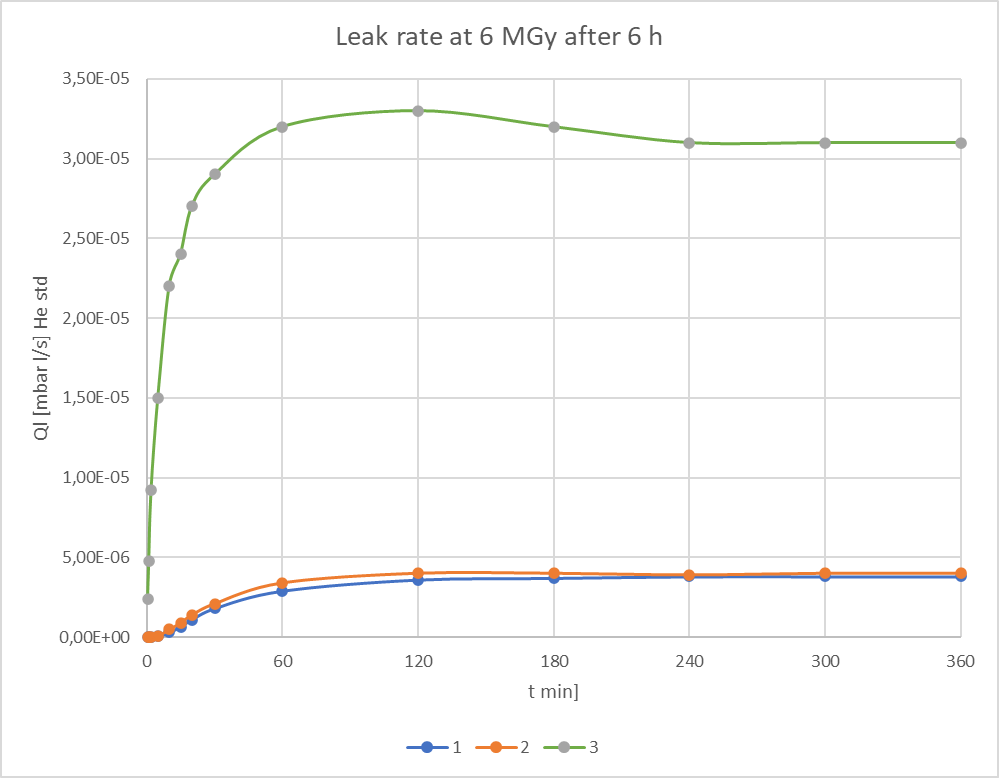 Leak rate at 6 MGy after 6 h
3,50E-05
3,00E-05
2,50E-05
2,00E-05
1,50E-05
1,00E-05
5,00E-06
0,00E+00
Ql [mbar l/s] He std
0 60 120 180 240 300 360
t min]
1 2 3